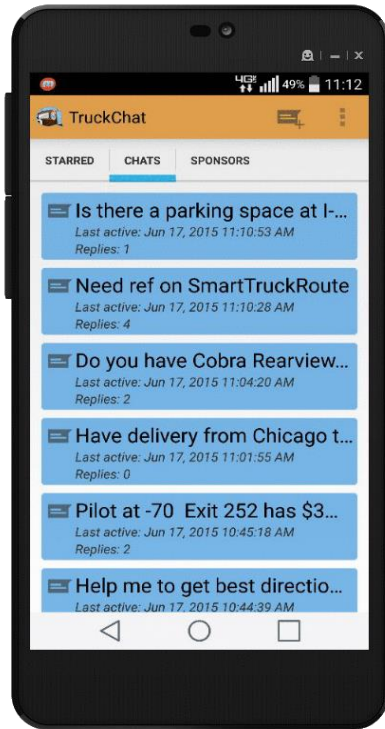 4G 49% 11:12
TruckChat
STARRED CHATS SPONSORS
Is there a parking space at I-...
Last active: Jun 17, 2015 11:10:53 AM
Replies: 1
Need ref on SmartTruckRoute
Last active: Jun 17, 2015 11:10:28 AM
Replies: 4
Do you have Cobra Rearview...
Last active: Jun 17, 2015 11:04:20 AM
Replies: 2
Have delivery from Chicago t...
Last active: Jun 17, 2015 11:01:55 AM
Replies: 0
Pilot at -70 Exit 252 has $3...
Last active: Jun 17, 2015 10:45:18 AM
Replies: 2
Help me to get best directio...
Last active: Jun 17, 2015 10:44:39 AM